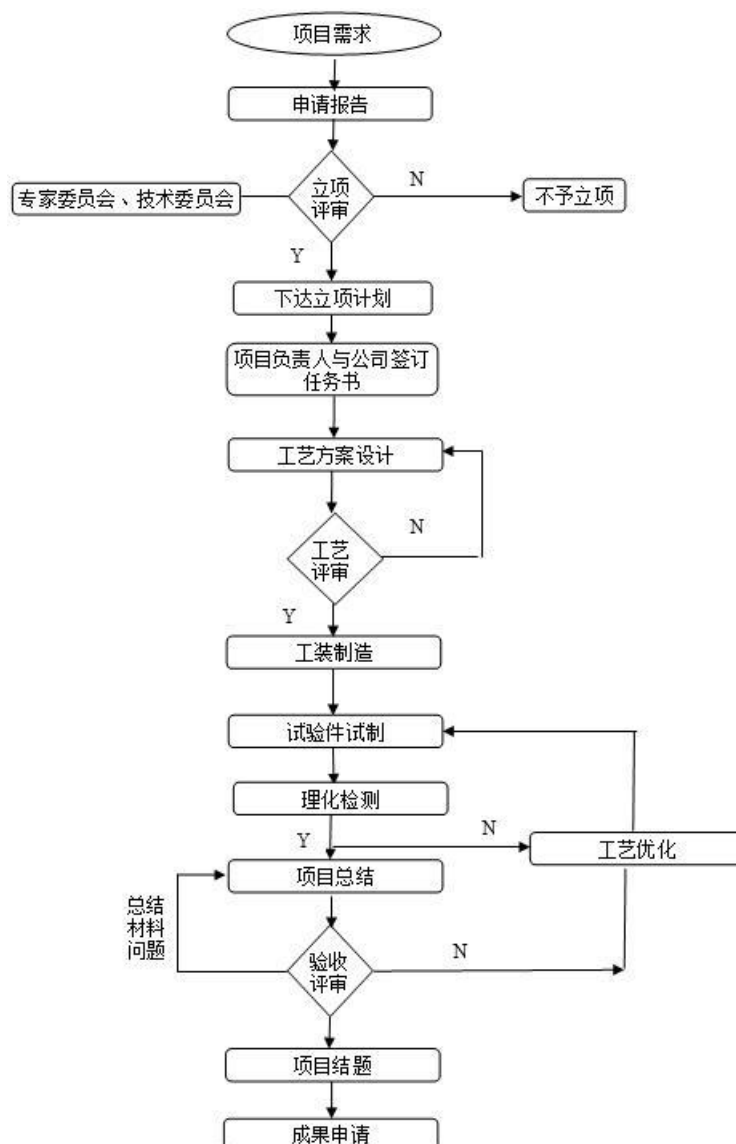 项目需求
申请报告
立项
评审
N
专家委员会、技术委员会
不予立项
Y
下达立项计划
项目负责人与公司签订
任务书
工艺方案设计
N
工艺
评审
Y
工装制造
试验件试制
理化检测
Y
N
工艺优化
项目总结
总结
材料
问题
验收
评审
N
项目结题
成果申请